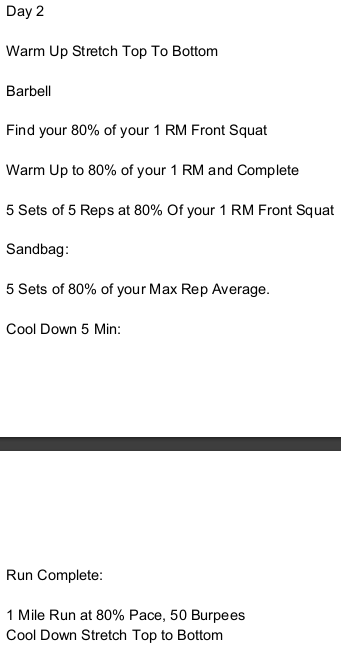 Day 2
Warm Up Stretch Top To Bottom
Barbell
Find your 80% of your 1 RM Front Squat
Warm Up to 80% of your 1 RM and Complete
5 Sets of 5 Reps at 80% Of your 1 RM Front Squat
Sandbag:
5 Sets of 80% of your Max Rep Average.
Cool Down 5 Min:
Run Complete:
1 Mile Run at 80% Pace, 50 Burpees
Cool Down Stretch Top to Bottom